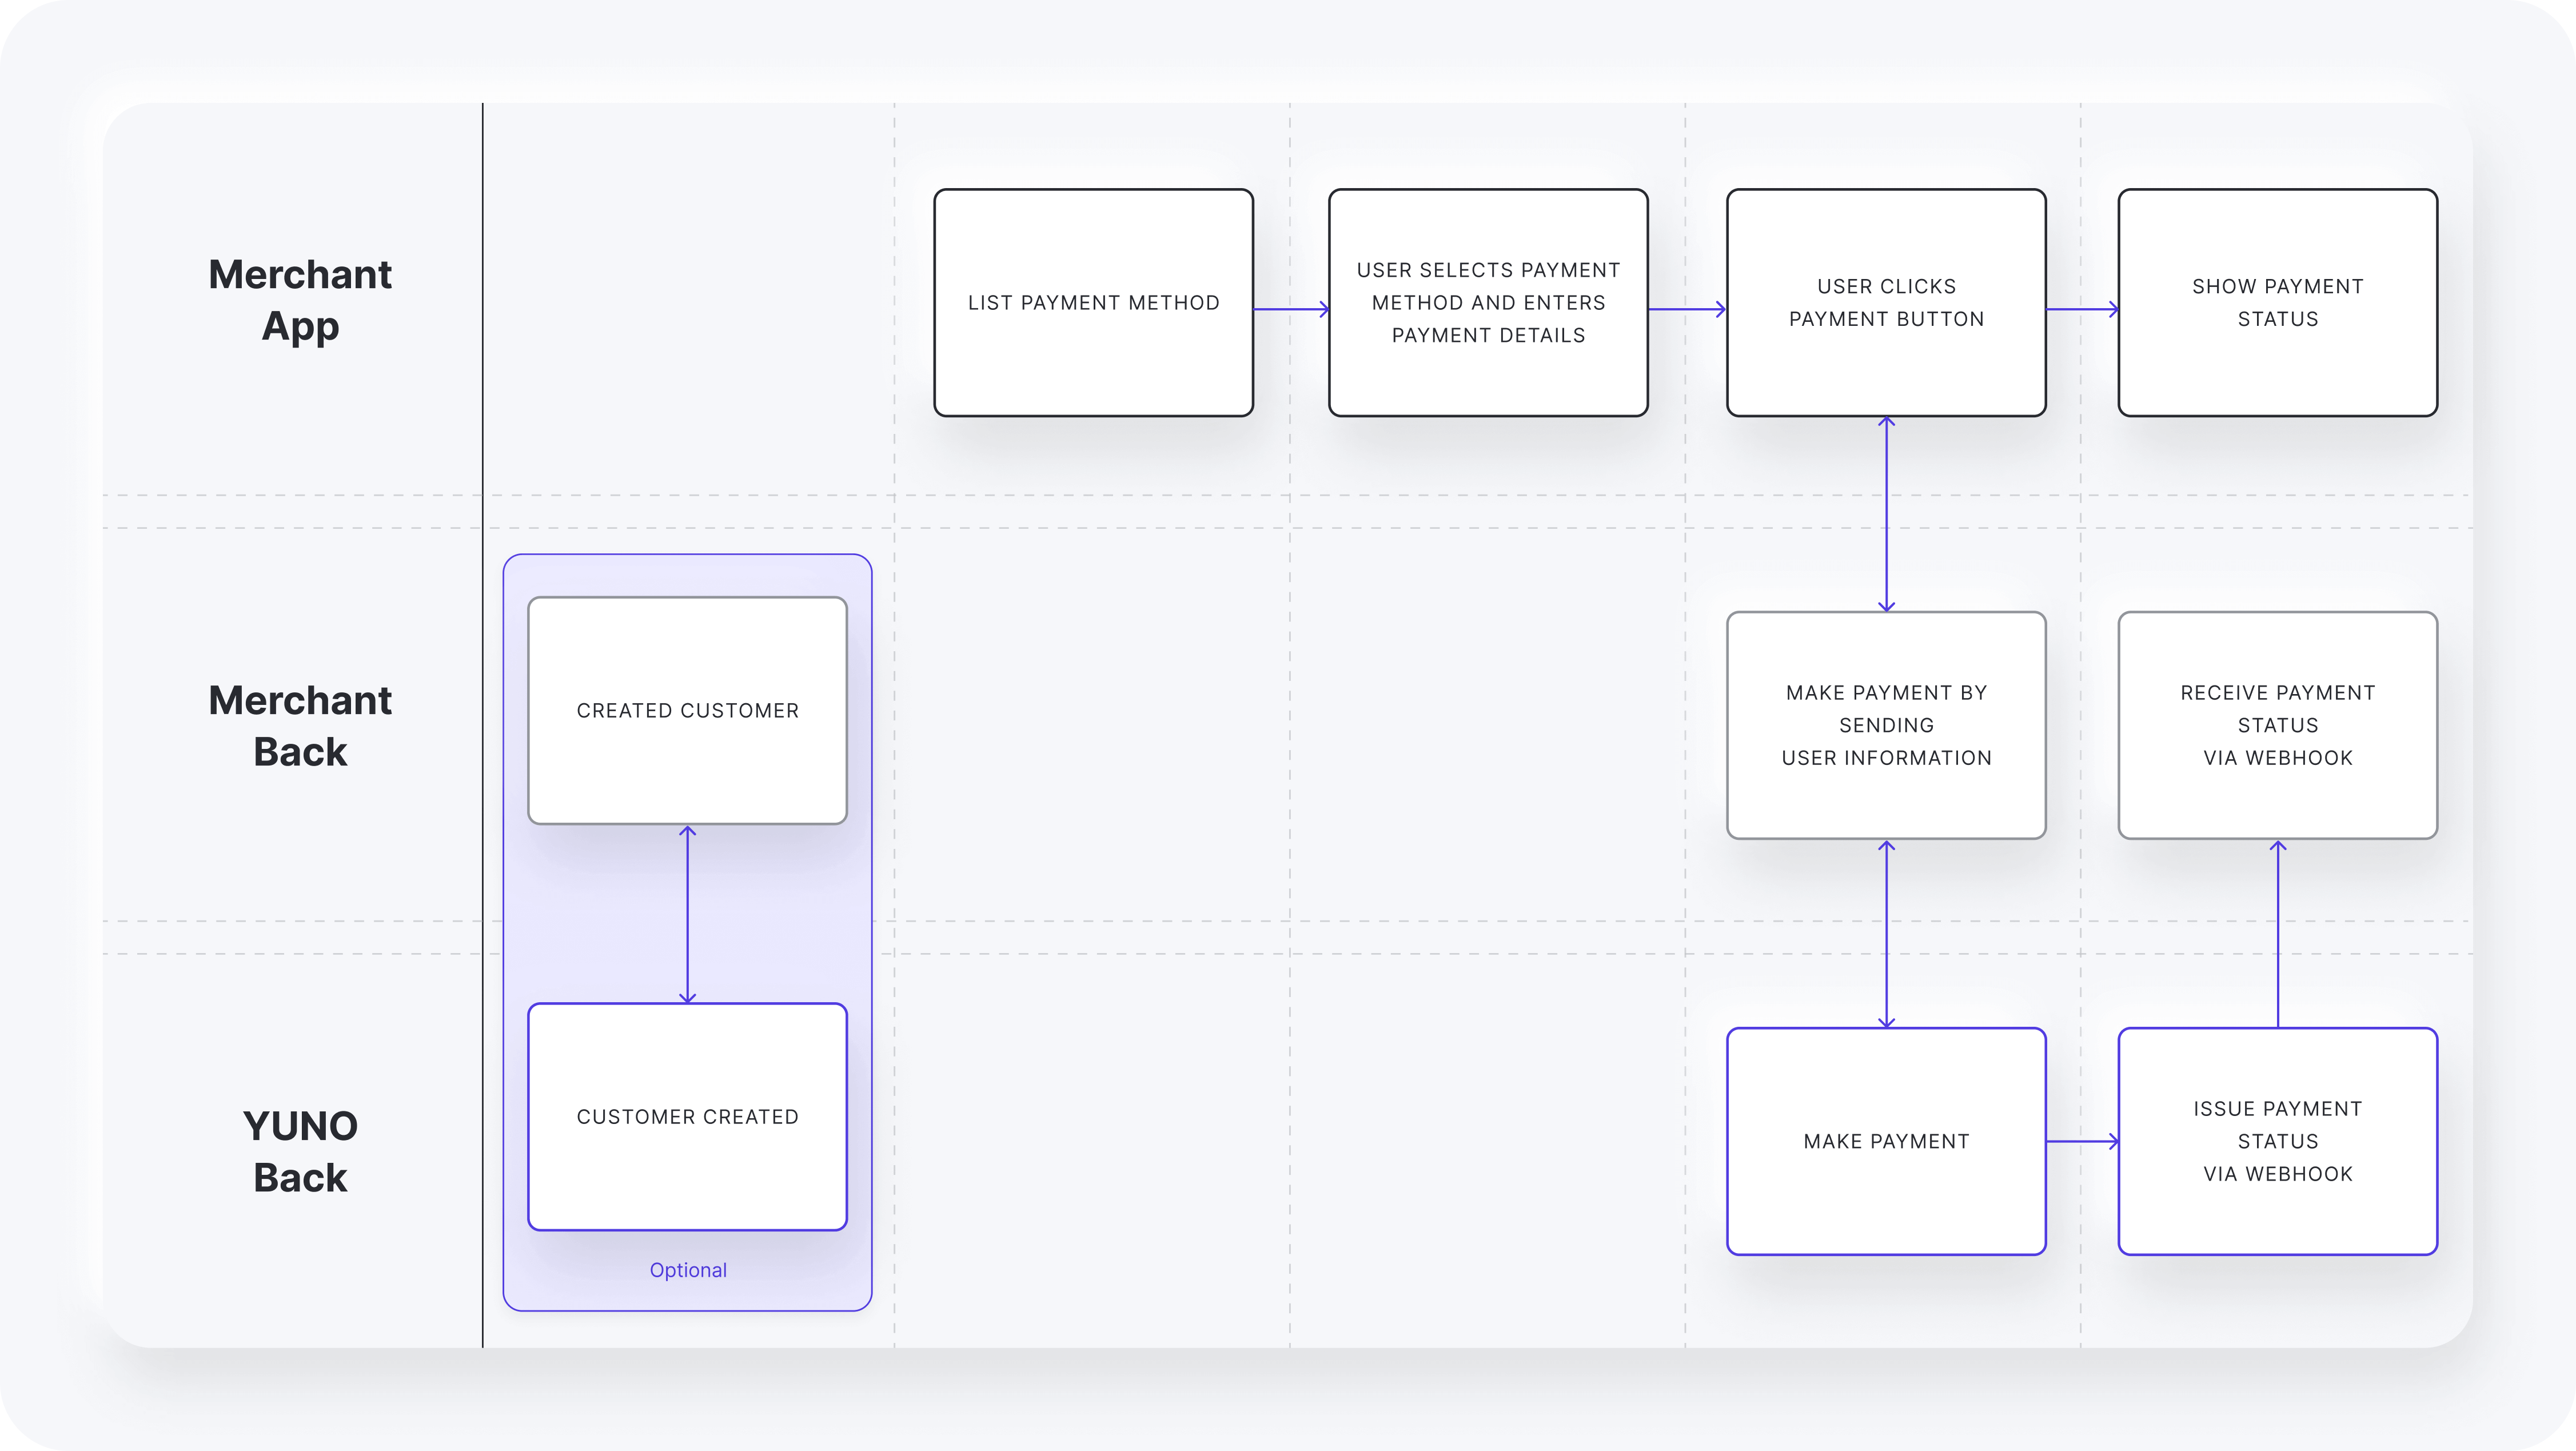 Merchant
App
LIST PAYMENT METHOD
USER SELECTS PAYMENT
METHOD AND ENTERS
PAYMENT DETAILS
USER CLICKS
PAYMENT BUTTON
SHOW PAYMENT
STATUS
Merchant
Back
CREATED CUSTOMER
MAKE PAYMENT BY
SENDING
USER INFORMATION
RECEIVE PAYMENT
STATUS
VIA WEBHOOK
YUNO
Back
CUSTOMER CREATED
Optional
MAKE PAYMENT
ISSUE PAYMENT
STATUS
VIA WEBHOOK